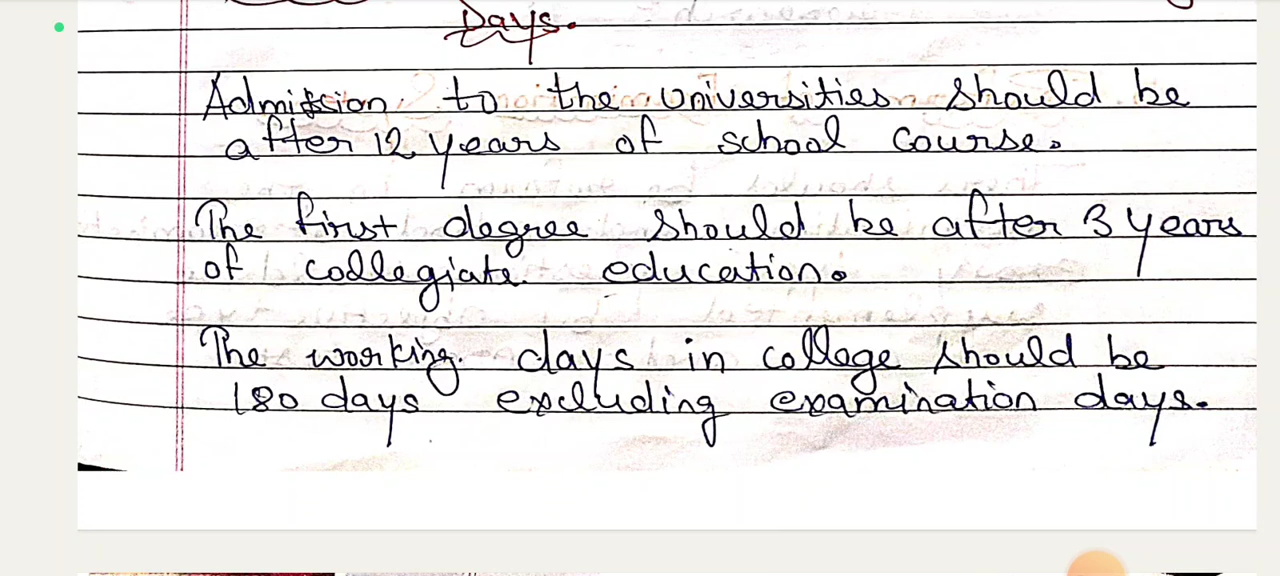 Days.
Admission to the universities should be
after 12 years of school course.
The first degree should be after 3 years
of collegiate education.
The working days in college should be
180 days excluding examination days.